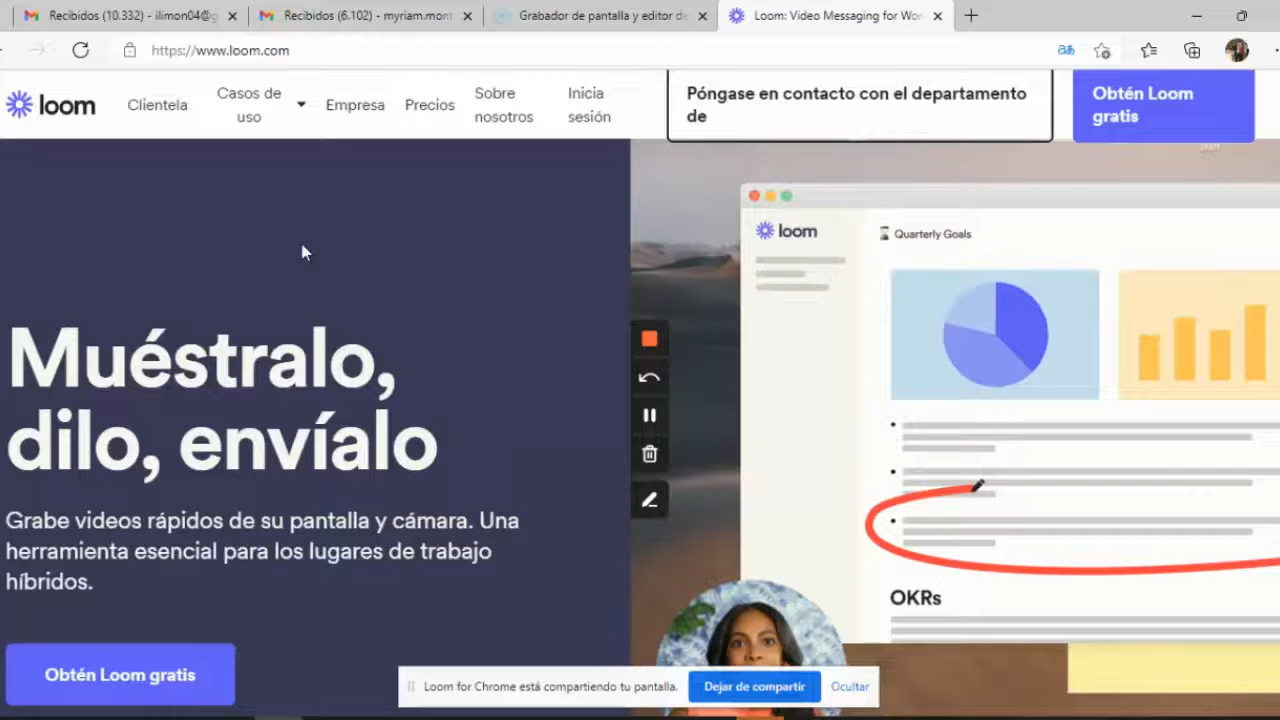 Recibidos (10.332) - ilimon04@g
Recibidos (6.102) - myriam.mom
Grabador de pantalla y editor de
Loom: Video Messaging for Wor
https://www.loom.com
loom
Clientela
Casos de
uso
Empresa
Precios
Sobre
nosotros
Inicia
sesión
Póngase en contacto con el departamento
de
Obtén Loom
gratis
Muéstralo,
dilo, envíalo
Grabe videos rápidos de su pantalla y cámara. Una
herramienta esencial para los lugares de trabajo
híbridos.
Obtén Loom gratis
loom
Quarterly Goals
OKRs
Loom for Chrome está compartiendo tu pantalla.
Dejar de compartir
Ocultar